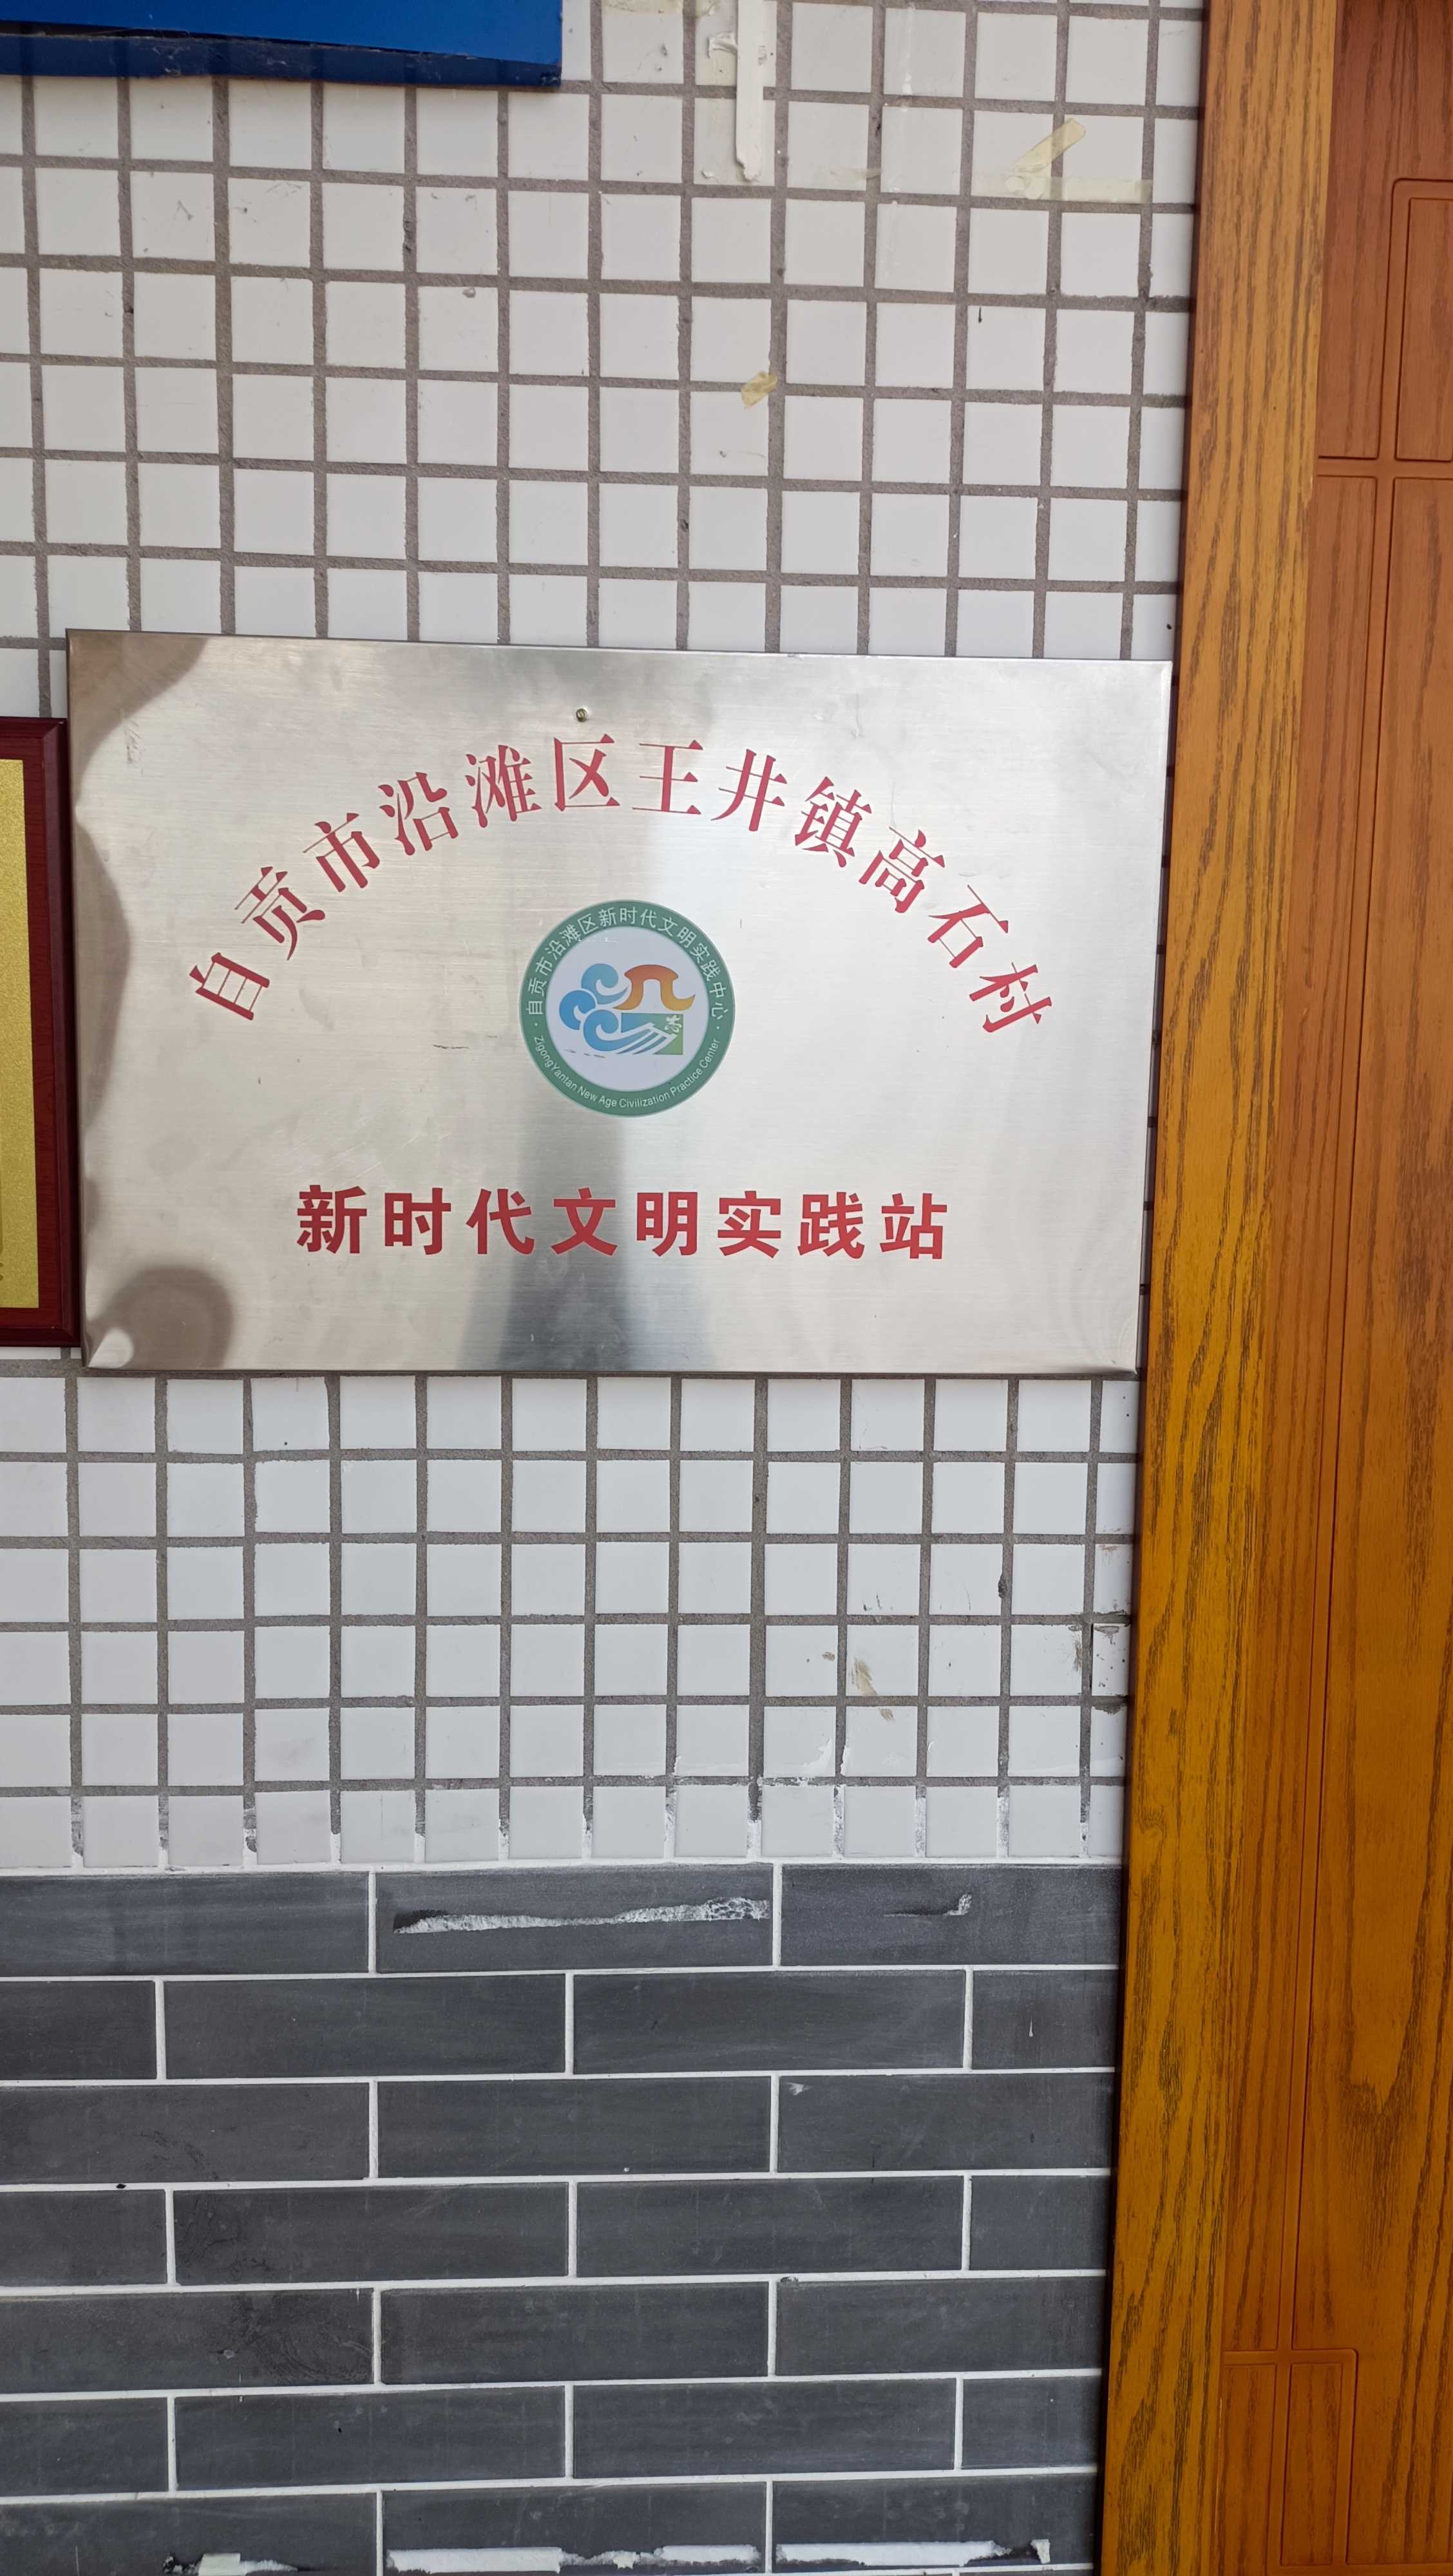 自贡市沿滩区王井镇高石村
自贡市沿滩区新时代文明实践中心
ZigongYantan New Age Civilization Practice Center
新时代文明实践站